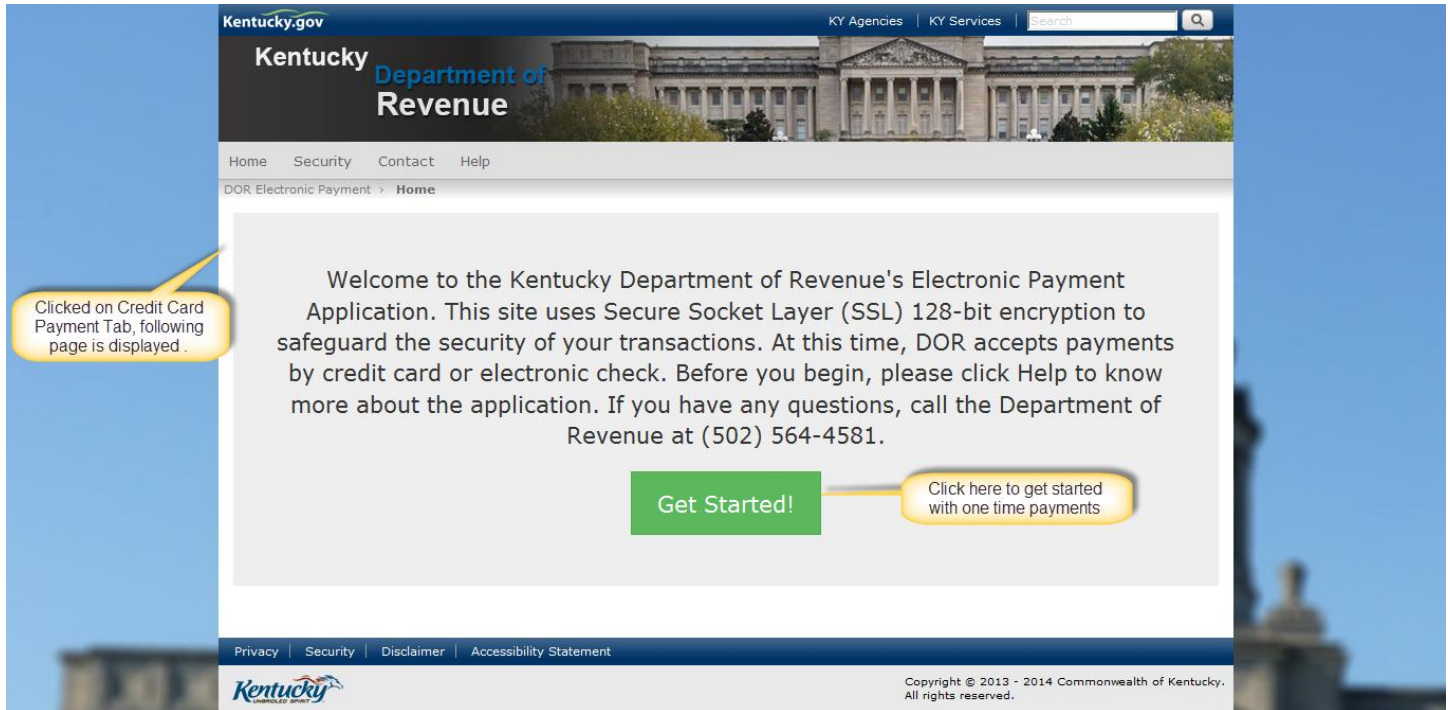 Kentucky.gov
KY Agencies | KY Services | Search
Kentucky
Department of
Revenue
Home Security Contact Help
DOR Electronic Payment › Home
Clicked on Credit Card
Payment Tab, following
page is displayed .
Welcome to the Kentucky Department of Revenue's Electronic Payment
Application. This site uses Secure Socket Layer (SSL) 128-bit encryption to
safeguard the security of your transactions. At this time, DOR accepts payments
by credit card or electronic check. Before you begin, please click Help to know
more about the application. If you have any questions, call the Department of
Revenue at (502) 564-4581.
Get Started!
Click here to get started
with one time payments
Privacy | Security | Disclaimer | Accessibility Statement
Kentucky
UNBRIDLED SPIRIT
Copyright © 2013 - 2014 Commonwealth of Kentucky.
All rights reserved.